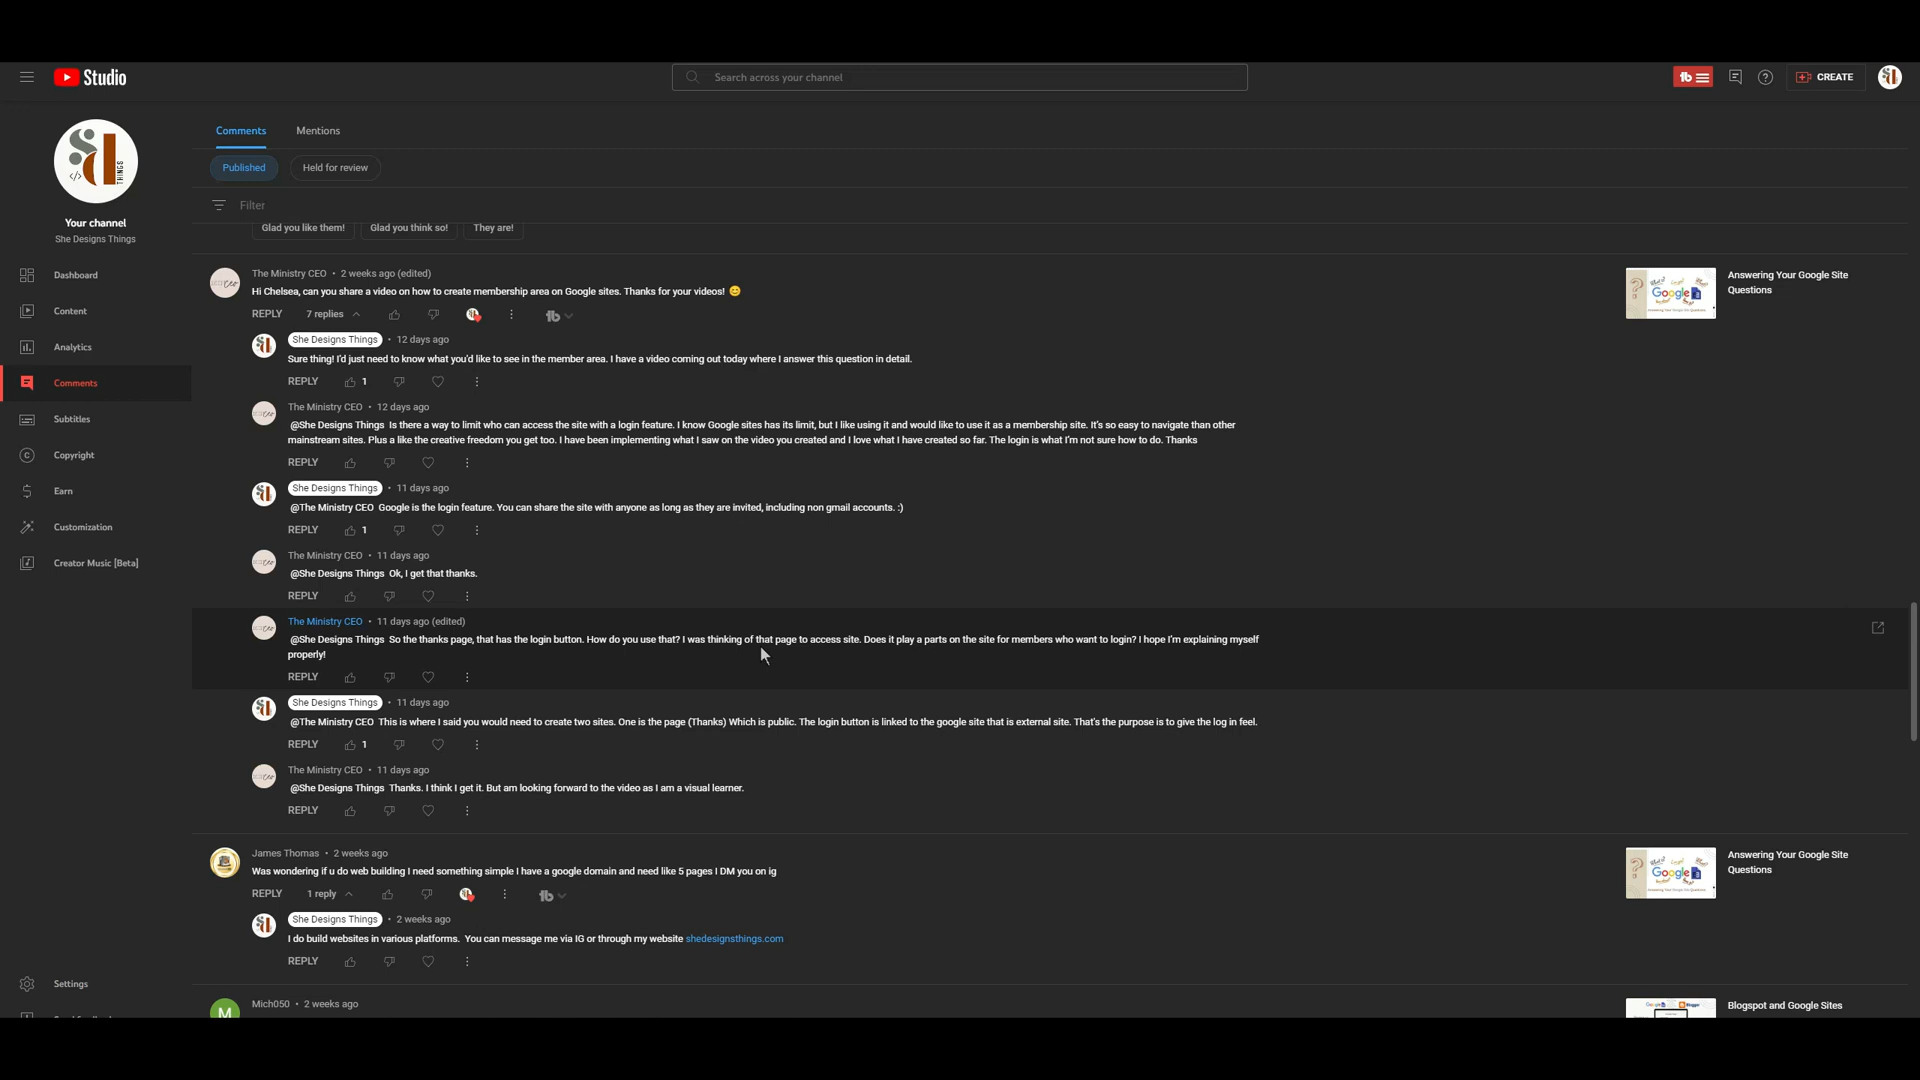 Studio
Search across your channel
CREATE
THINGS
Your channel
She Designs Things
Dashboard
Content
Analytics
Comments
Subtitles
Copyright
Earn
Customization
Creator Music [Beta]
Settings
Comments
Mentions
Published
Held for review
Filter
Glad you like them!
Glad you think so!
They are!
The Ministry CEO • 2 weeks ago (edited)
Hi Chelsea, can you share a video on how to create membership area on Google sites. Thanks for your videos! 😊
REPLY
7 replies
Answering Your Google Site
Questions
She Designs Things • 12 days ago
Sure thing! I'd just need to know what you'd like to see in the member area. I have a video coming out today where I answer this question in detail.
REPLY
1
The Ministry CEO • 12 days ago
@She Designs Things Is there a way to limit who can access the site with a login feature. I know Google sites has its limit, but I like using it and would like to use it as a membership site. It's so easy to navigate than other
mainstream sites. Plus a like the creative freedom you get too. I have been implementing what I saw on the video you created and I love what I have created so far. The login is what I'm not sure how to do. Thanks
REPLY
She Designs Things • 11 days ago
@The Ministry CEO Google is the login feature. You can share the site with anyone as long as they are invited, including non gmail accounts. :)
REPLY
1
The Ministry CEO • 11 days ago
@She Designs Things Ok, I get that thanks.
REPLY
The Ministry CEO • 11 days ago (edited)
@She Designs Things So the thanks page, that has the login button. How do you use that? I was thinking of that page to access site. Does it play a parts on the site for members who want to login? I hope I'm explaining myself
properly!
REPLY
She Designs Things • 11 days ago
@The Ministry CEO This is where I said you would need to create two sites. One is the page (Thanks) Which is public. The login button is linked to the google site that is external site. That's the purpose is to give the log in feel.
REPLY
1
The Ministry CEO • 11 days ago
@She Designs Things Thanks. I think I get it. But am looking forward to the video as I am a visual learner.
REPLY
James Thomas • 2 weeks ago
Was wondering if u do web building I need something simple I have a google domain and need like 5 pages I DM you on ig
REPLY
1 reply
Answering Your Google Site
Questions
She Designs Things • 2 weeks ago
I do build websites in various platforms. You can message me via IG or through my website shedesignsthings.com
REPLY
M
Mich050 • 2 weeks ago
Blogspot and Google Sites